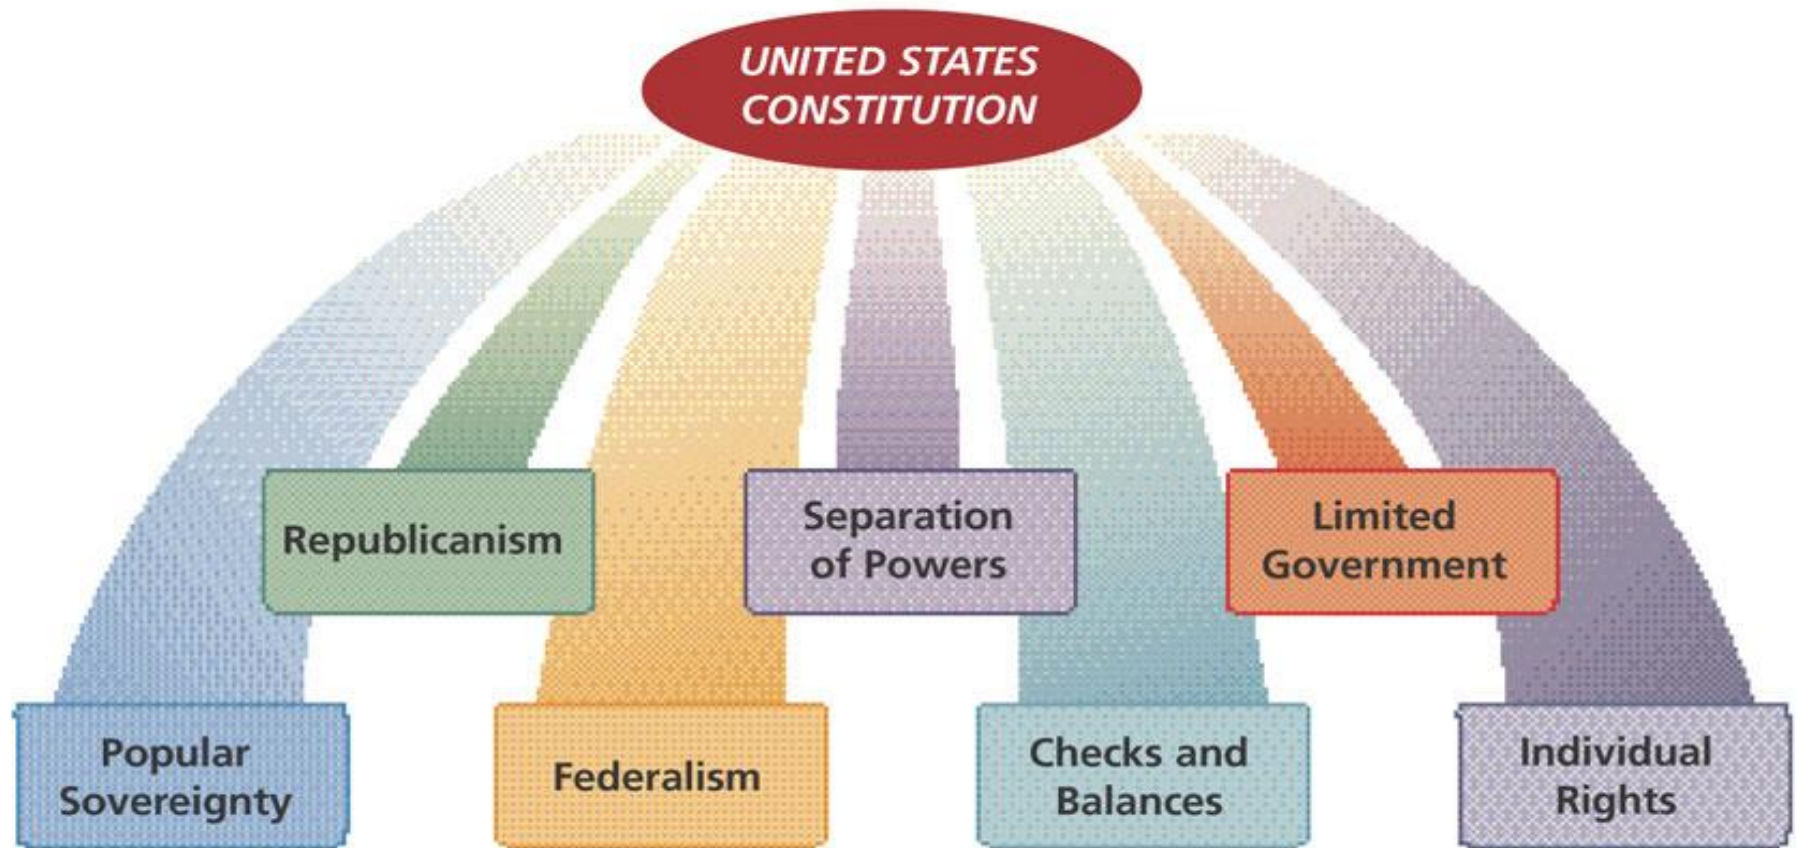 UNITED STATES
CONSTITUTION
Republicanism
Separation
of Powers
Limited
Government
Popular
Sovereignty
Federalism
Checks and
Balances
Individual
Rights